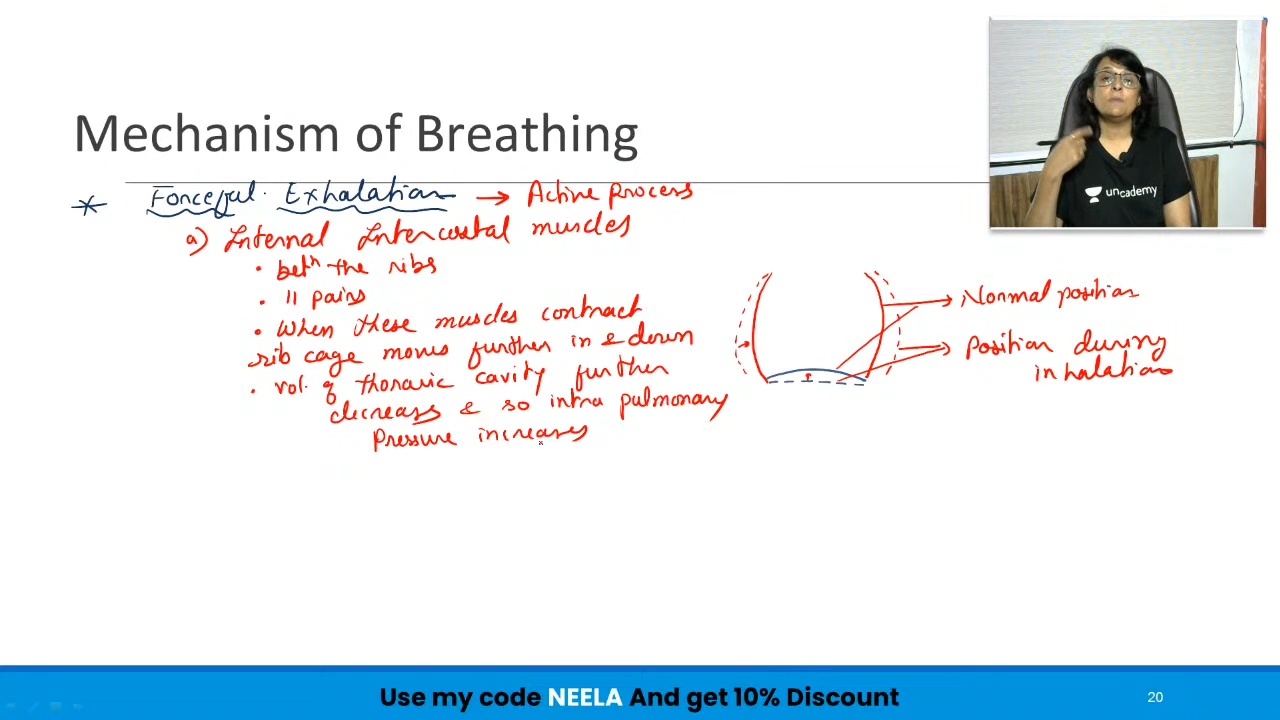 Mechanism of Breathing
* Forceful Exhalation → Active Process
a) Internal Intercostal muscles
• betn the ribs
• 11 pairs
• When these muscles contract
rib cage moves further in & down
• vol. of thoracic cavity further
decreases & so intra pulmonary
Pressure increases
Normal position
Position during
inhalation
unacademy
Use my code NEELA And get 10% Discount
20